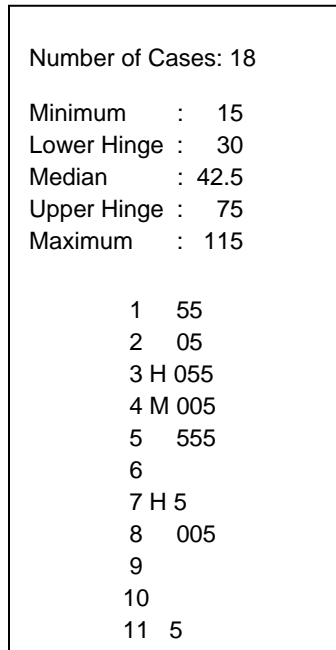 Number of Cases: 18
Minimum : 15
Lower Hinge : 30
Median : 42.5
Upper Hinge : 75
Maximum : 115
1 55
2 05
3 H 055
4 M 005
5 555
6
7 H 5
8 005
9
10
11 5